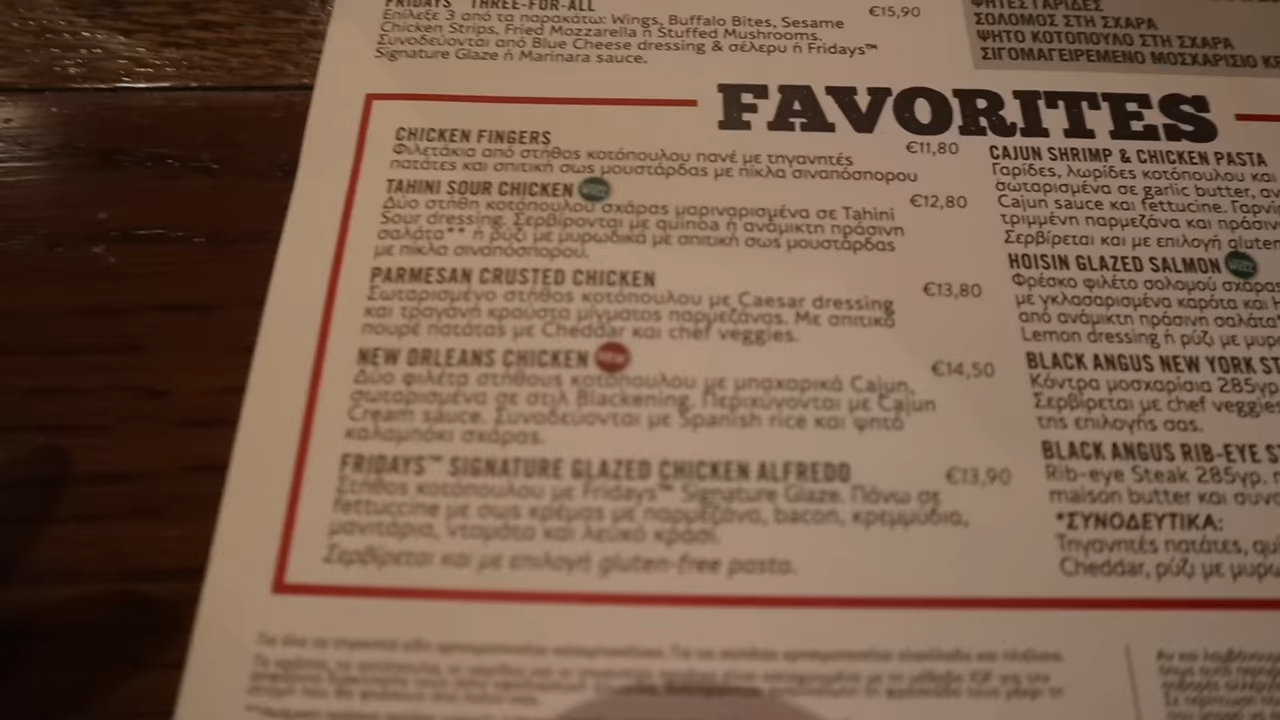 FRIDAYS™ THREE-FOR-ALL €15,90
Επιλεξε 3 από τα παρακάτω: Wings, Buffalo Bites, Sesame
Chicken Strips, Fried Mozzarella ή Stuffed Mushrooms.
Συνοδεύονται από Blue Cheese dressing & σέλερυ ή Fridays™
Signature Glaze ή Marinara sauce.
ΨΗΤΕΣ ΓΑΡΙΔΕΣ
ΣΟΛΟΜΟΣ ΣΤΗ ΣΧΑΡΑ
ΨΗΤΟ ΚΟΤΟΠΟΥΛΟ ΣΤΗ ΣΧΑΡΑ
ΣΙΓΟΜΑΓΕΙΡΕΜΕΝΟ ΜΟΣΧΑΡΙΣΙΟ
FAVORITES
CHICKEN FINGERS €11,80
Φιλετάκια από στήθος κοτόπουλου πανέ με τηγανητές
πατάτες και σπιτική σως μουστάρδας με πίκλα σιναπόσπορου
TAHINI SOUR CHICKEN €12,80
Δύο στήθη κοτόπουλου σχάρας μαριναρισμένα σε Tahini
Sour dressing. Σερβίρονται με quinoa ή ανάμικτη πράσινη
σαλάτα** ή ρύζι με μυρωδικά με σπιτική σως μουστάρδας
με πίκλα σιναπόσπορου.
PARMESAN CRUSTED CHICKEN €13,80
Σωταρισμένο στήθος κοτόπουλου με Caesar dressing
και τραγανή κρούστα μίγματος παρμεζάνας. Με σπιτικό
πουρέ πατάτας με Cheddar και chef veggies.
NEW ORLEANS CHICKEN NEW €14,50
Δύο φιλέτα στήθους κοτόπουλου με μπαχαρικά Cajun,
σωταρισμένα σε στιλ Blackening. Περιχύνονται με Cajun
Cream sauce. Συνοδεύονται με Spanish rice και ψητό
καλαμπόκι σχάρας.
FRIDAYS™ SIGNATURE GLAZED CHICKEN ALFREDO €13,90
Στήθος κοτόπουλου με Fridays™ Signature Glaze. Πάνω σε
fettuccine με σως κρέμας με παρμεζάνα, bacon, κρεμμύδια,
μανιτάρια, ντομάτα και λευκό κρασί.
Σερβίρεται και με επιλογή gluten-free pasta.
CAJUN SHRIMP & CHICKEN PASTA
Γαρίδες, λωρίδες κοτόπουλου και
σωταρισμένα σε garlic butter,
Cajun sauce και fettucine.
τριμμένη παρμεζάνα και
Σερβίρεται και με επιλογή
HOISIN GLAZED SALMON
Φρέσκο φιλέτο σολομού σχάρας
με γκλασαρισμένα καρότα και
από ανάμικτη πράσινη σαλάτα*
Lemon dressing ή ρύζι με
BLACK ANGUS NEW YORK
Κόντρα μοσχαρίσια 285γρ.
Σερβίρεται με chef veggies
της επιλογής σας.
BLACK ANGUS RIB-EYE
Rib-eye Steak 285γρ.
maison butter και
*ΣΥΝΟΔΕΥΤΙΚΑ:
Τηγανητές πατάτες,
Cheddar, ρύζι με